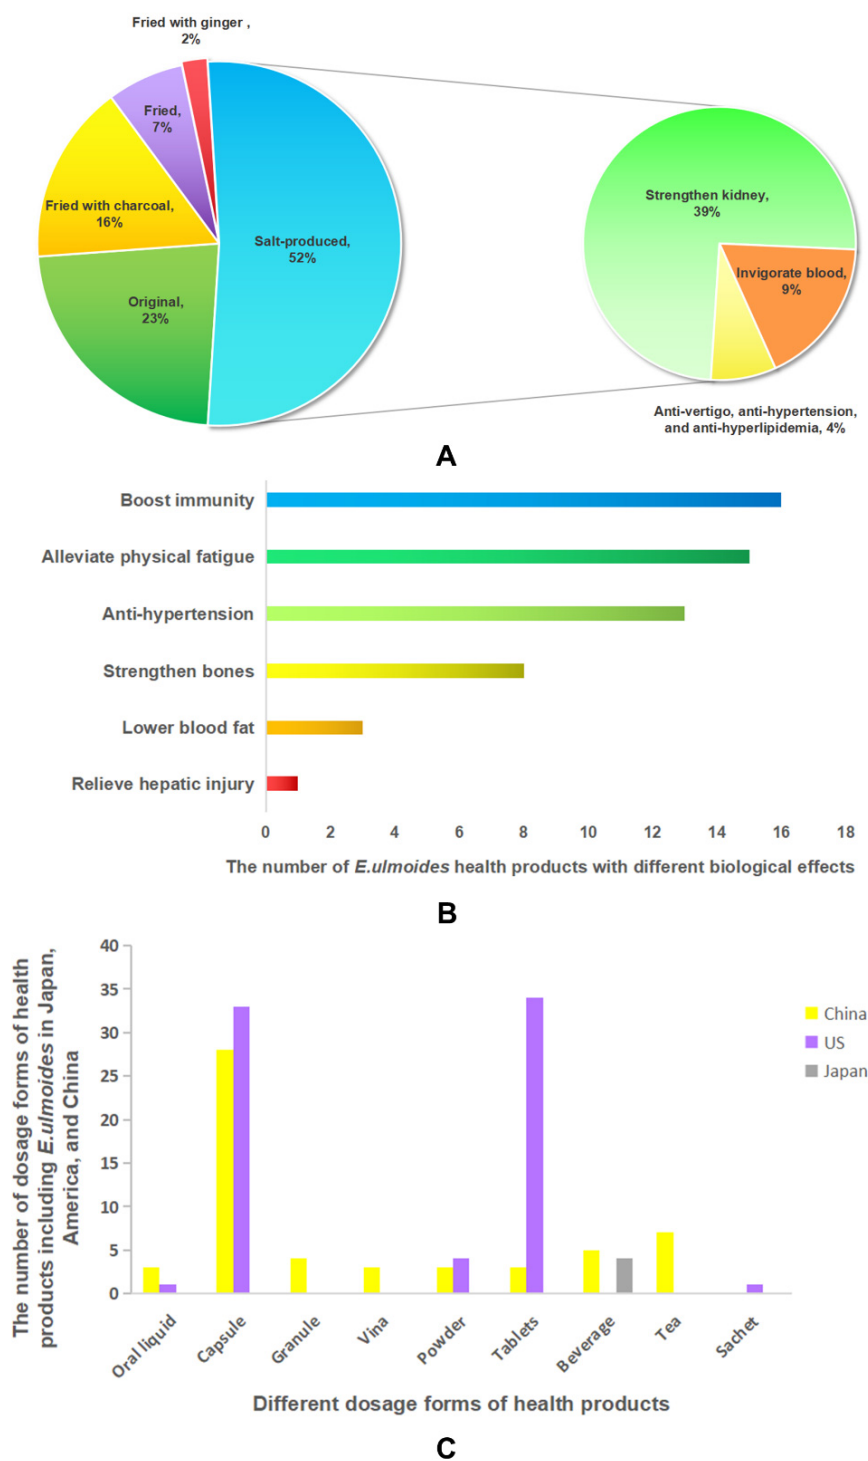 Fried with ginger ,
2%
Fried,
7%
Fried with charcoal,
16%
Original,
23%
Salt-produced,
52%
Strengthen kidney,
39%
Invigorate blood,
9%
Anti-vertigo, anti-hypertension,
and anti-hyperlipidemia, 4%
A
Boost immunity
Alleviate physical fatigue
Anti-hypertension
Strengthen bones
Lower blood fat
Relieve hepatic injury
0 2 4 6 8 10 12 14 16 18
The number of E.ulmoides health products with different biological effects
B
The number of dosage forms of health
products including E.ulmoides in Japan,
America, and China
40
35
30
25
20
15
10
5
0
China
US
Japan
Oral liquid
Capsule
Granule
Vina
Powder
Tablets
Beverage
Tea
Sachet
Different dosage forms of health products
C